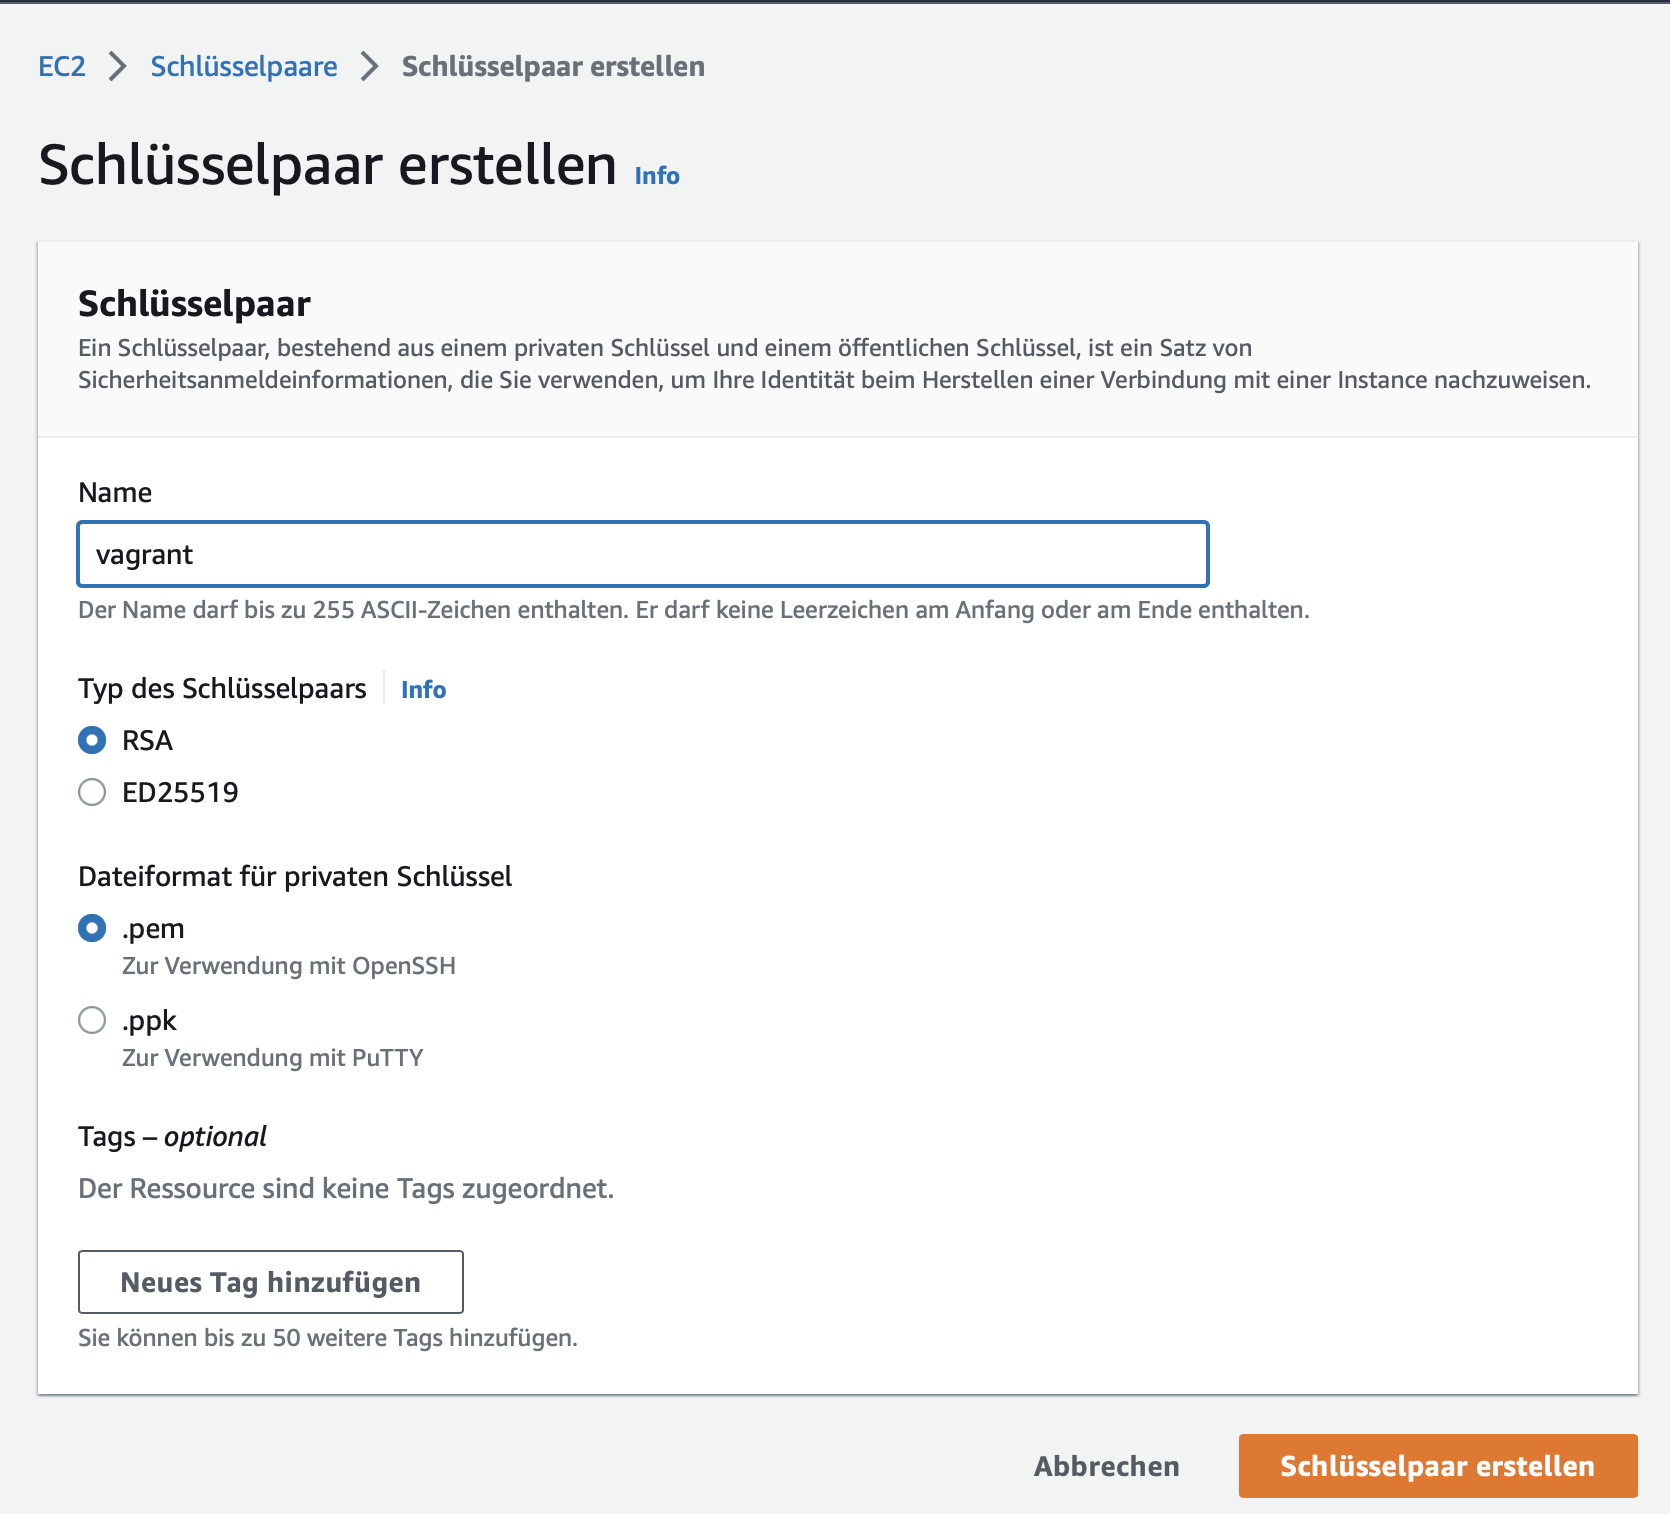 EC2 > Schlüsselpaare > Schlüsselpaar erstellen
Schlüsselpaar erstellen Info
Schlüsselpaar
Ein Schlüsselpaar, bestehend aus einem privaten Schlüssel und einem öffentlichen Schlüssel, ist ein Satz von
Sicherheitsanmeldeinformationen, die Sie verwenden, um Ihre Identität beim Herstellen einer Verbindung mit einer Instance nachzuweisen.
Name
vagrant
Der Name darf bis zu 255 ASCII-Zeichen enthalten. Er darf keine Leerzeichen am Anfang oder am Ende enthalten.
Typ des Schlüsselpaars Info
RSA
ED25519
Dateiformat für privaten Schlüssel
.pem
Zur Verwendung mit OpenSSH
.ppk
Zur Verwendung mit PuTTY
Tags – optional
Der Ressource sind keine Tags zugeordnet.
Neues Tag hinzufügen
Sie können bis zu 50 weitere Tags hinzufügen.
Abbrechen Schlüsselpaar erstellen